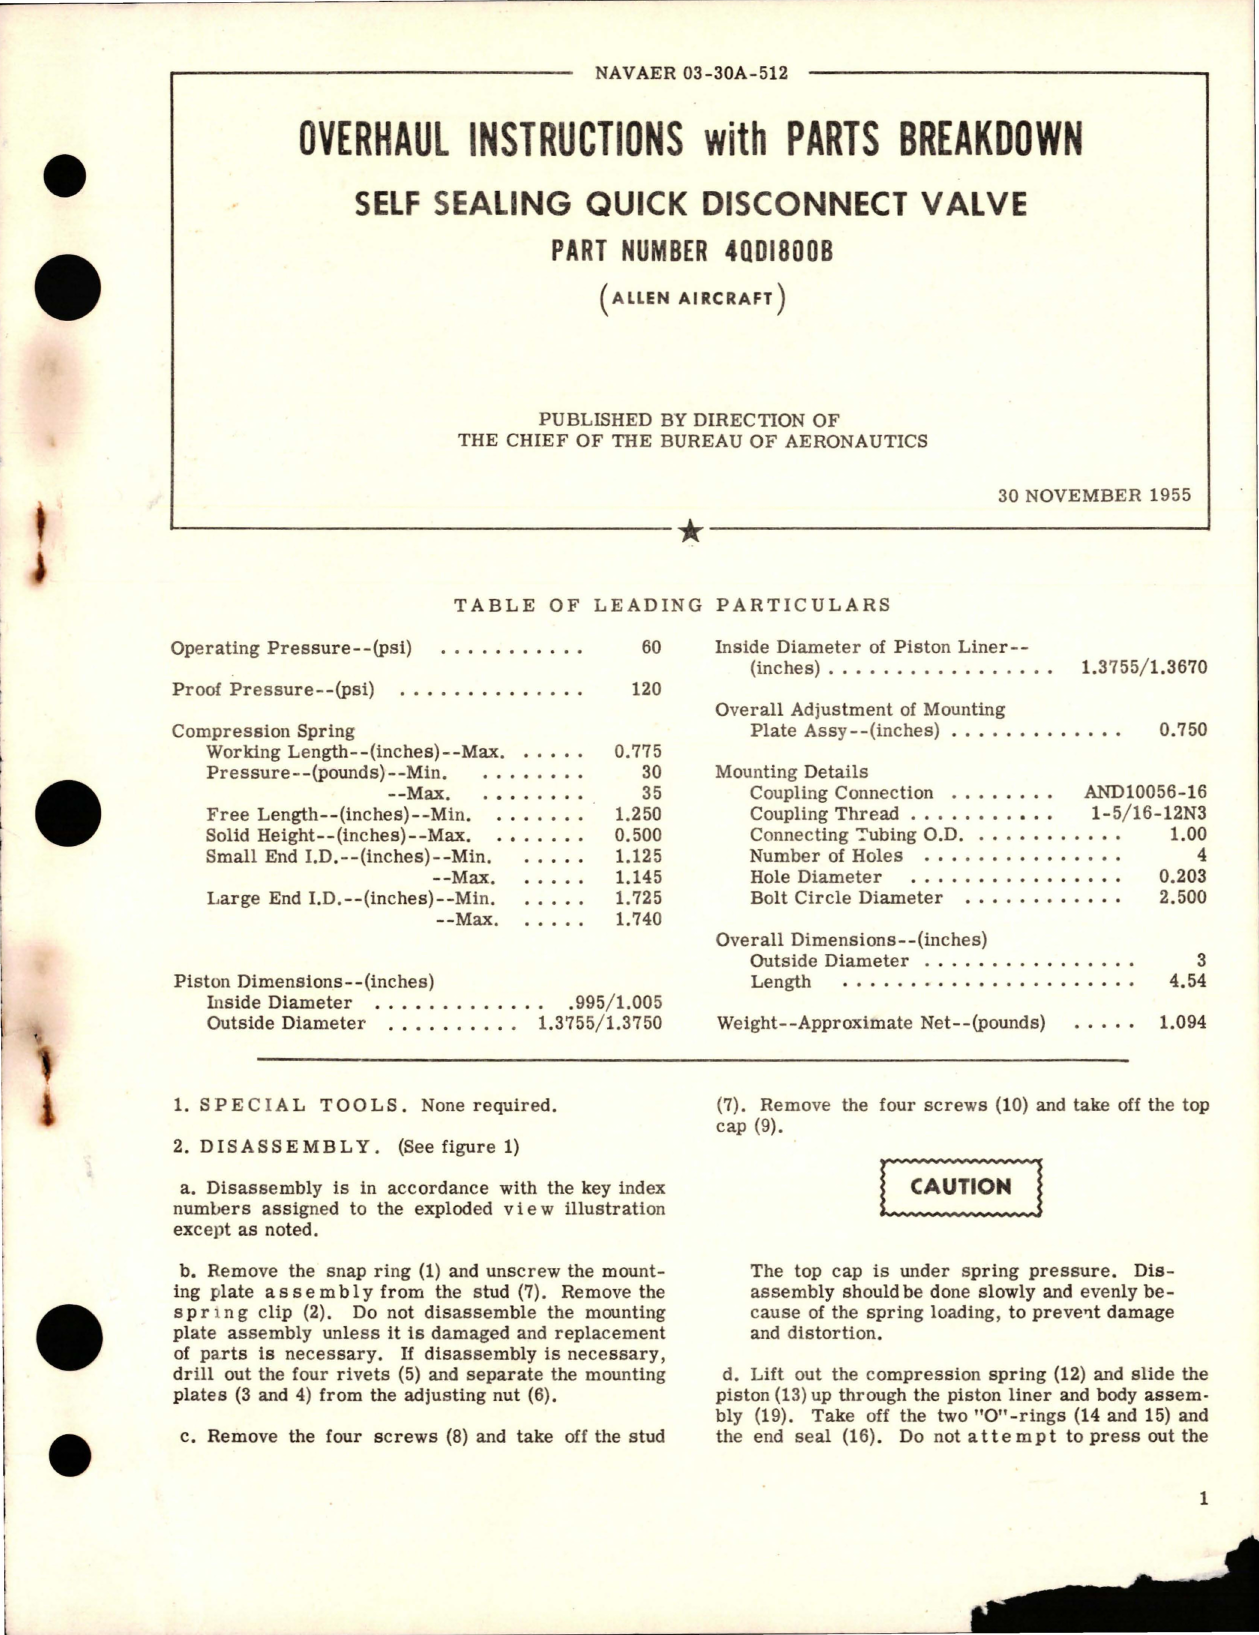 NAVAER 03-30A-512
OVERHAUL INSTRUCTIONS with PARTS BREAKDOWN
SELF SEALING QUICK DISCONNECT VALVE
PART NUMBER 4QD1800B
(ALLEN AIRCRAFT)
PUBLISHED BY DIRECTION OF
THE CHIEF OF THE BUREAU OF AERONAUTICS
30 NOVEMBER 1955
TABLE OF LEADING PARTICULARS
Operating Pressure--(psi) ........... 60
Proof Pressure--(psi) .............. 120
Compression Spring
Working Length--(inches)--Max. ..... 0.775
Pressure--(pounds)--Min. ........ 30
--Max. ........ 35
Free Length--(inches)--Min. ....... 1.250
Solid Height--(inches)--Max. ....... 0.500
Small End I.D.--(inches)--Min. ..... 1.125
--Max. ..... 1.145
Large End I.D.--(inches)--Min. ..... 1.725
--Max. ..... 1.740
Piston Dimensions--(inches)
Inside Diameter ............. .995/1.005
Outside Diameter .......... 1.3755/1.3750
Inside Diameter of Piston Liner--
(inches) ................. 1.3755/1.3670
Overall Adjustment of Mounting
Plate Assy--(inches) ............. 0.750
Mounting Details
Coupling Connection ........ AND10056-16
Coupling Thread ........... 1-5/16-12N3
Connecting Tubing O.D. ........... 1.00
Number of Holes ............... 4
Hole Diameter ................ 0.203
Bolt Circle Diameter ............ 2.500
Overall Dimensions--(inches)
Outside Diameter ................ 3
Length ...................... 4.54
Weight--Approximate Net--(pounds) ..... 1.094
1. SPECIAL TOOLS. None required.
2. DISASSEMBLY. (See figure 1)
a. Disassembly is in accordance with the key index
numbers assigned to the exploded view illustration
except as noted.
b. Remove the snap ring (1) and unscrew the mount-
ing plate assembly from the stud (7). Remove the
spring clip (2). Do not disassemble the mounting
plate assembly unless it is damaged and replacement
of parts is necessary. If disassembly is necessary,
drill out the four rivets (5) and separate the mounting
plates (3 and 4) from the adjusting nut (6).
c. Remove the four screws (8) and take off the stud
(7). Remove the four screws (10) and take off the top
cap (9).
CAUTION
The top cap is under spring pressure. Dis-
assembly should be done slowly and evenly be-
cause of the spring loading, to prevent damage
and distortion.
d. Lift out the compression spring (12) and slide the
piston (13) up through the piston liner and body assem-
bly (19). Take off the two "O"-rings (14 and 15) and
the end seal (16). Do not attempt to press out the
1